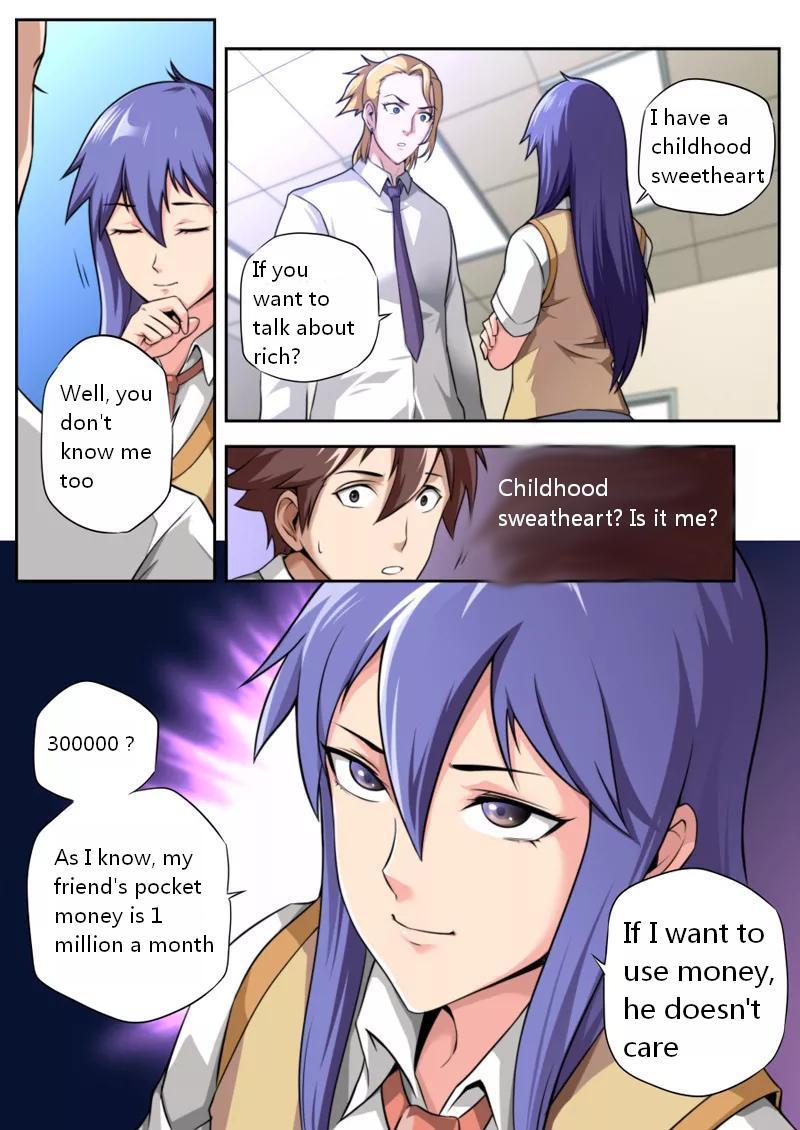 Well, you
don't
know me
too
If you
want to
talk about
rich?
I have a
childhood
sweetheart
Childhood
sweatheart? Is it me?
300000 ?
As I know, my
friend's pocket
money is 1
million a month
If I want to
use money,
he doesn't
care